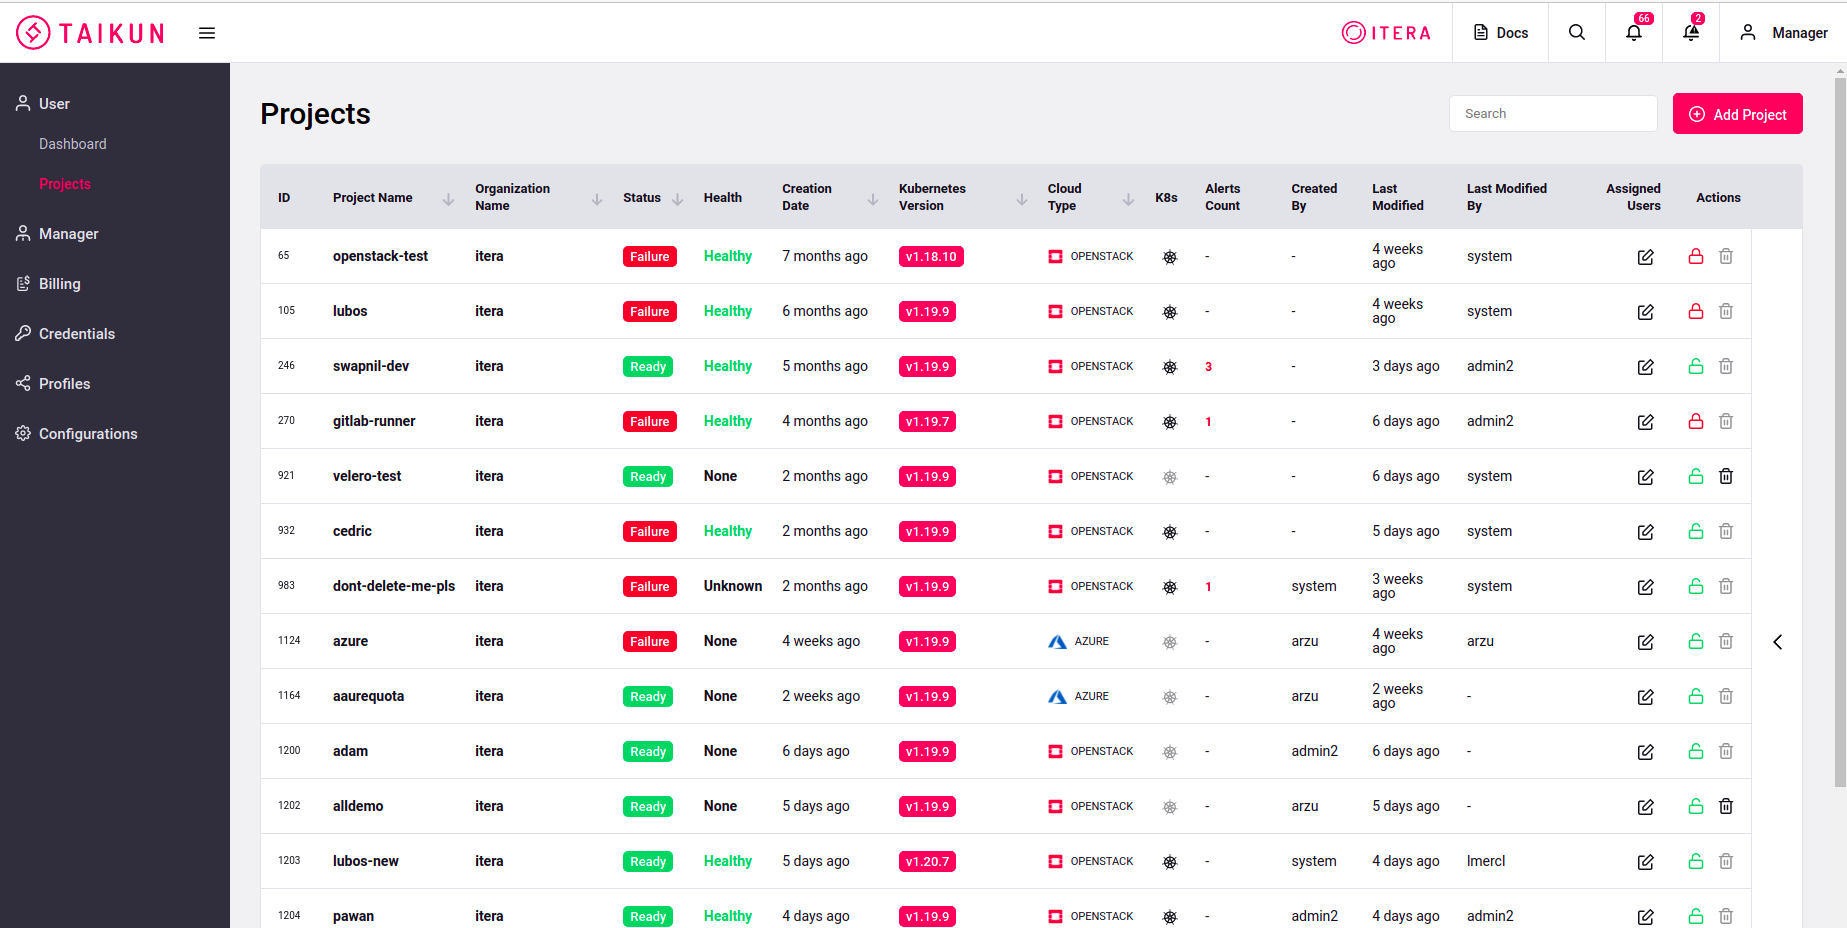 TAIKUN
ITERA
Docs
66
2
Manager
User
Dashboard
Projects
Manager
Billing
Credentials
Profiles
Configurations
Projects
Search
Add Project
ID Project Name Organization Name Status Health Creation Date Kubernetes Version Cloud Type K8s Alerts Count Created By Last Modified Last Modified By Assigned Users Actions
65 openstack-test itera Failure Healthy 7 months ago v1.18.10 OPENSTACK - - 4 weeks ago system
105 lubos itera Failure Healthy 6 months ago v1.19.9 OPENSTACK - - 4 weeks ago system
246 swapnil-dev itera Ready Healthy 5 months ago v1.19.9 OPENSTACK 3 - 3 days ago admin2
270 gitlab-runner itera Failure Healthy 4 months ago v1.19.7 OPENSTACK 1 - 6 days ago admin2
921 velero-test itera Ready None 2 months ago v1.19.9 OPENSTACK - - 6 days ago system
932 cedric itera Failure Healthy 2 months ago v1.19.9 OPENSTACK - - 5 days ago system
983 dont-delete-me-pls itera Failure Unknown 2 months ago v1.19.9 OPENSTACK 1 system 3 weeks ago system
1124 azure itera Failure None 4 weeks ago v1.19.9 AZURE - arzu 4 weeks ago arzu
1164 aaurequota itera Ready None 2 weeks ago v1.19.9 AZURE - arzu 2 weeks ago -
1200 adam itera Ready None 6 days ago v1.19.9 OPENSTACK - admin2 6 days ago -
1202 alldemo itera Ready None 5 days ago v1.19.9 OPENSTACK - arzu 5 days ago -
1203 lubos-new itera Ready Healthy 5 days ago v1.20.7 OPENSTACK - system 4 days ago lmercl
1204 pawan itera Ready Healthy 4 days ago v1.19.9 OPENSTACK - admin2 4 days ago admin2